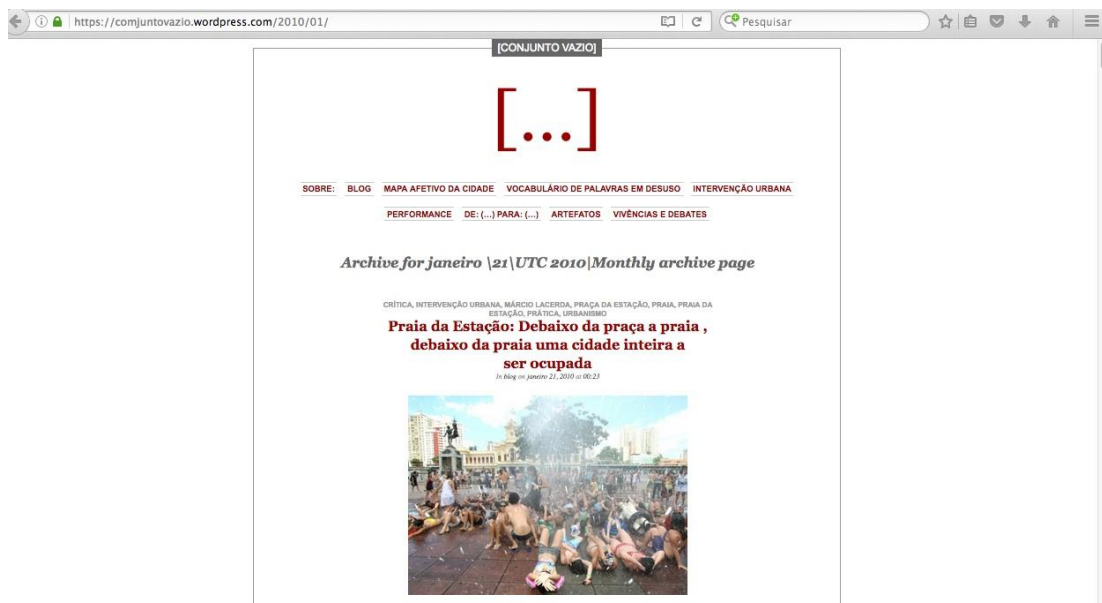 https://comjuntovazio.wordpress.com/2010/01/
Pesquisar
[CONJUNTO VAZIO]
[...]
SOBRE: BLOG MAPA AFETIVO DA CIDADE VOCABULÁRIO DE PALAVRAS EM DESUSO INTERVENÇÃO URBANA
PERFORMANCE DE: (...) PARA: (...) ARTEFATOS VIVÊNCIAS E DEBATES
Archive for janeiro \21\UTC 2010|Monthly archive page
CRÍTICA, INTERVENÇÃO URBANA, MÁRCIO LACERDA, PRAÇA DA ESTAÇÃO, PRAIA, PRAIA DA
ESTAÇÃO, PRÁTICA, URBANISMO
Praia da Estação: Debaixo da praça a praia ,
debaixo da praia uma cidade inteira a
ser ocupada
In blog on janeiro 21, 2010 at 00:23